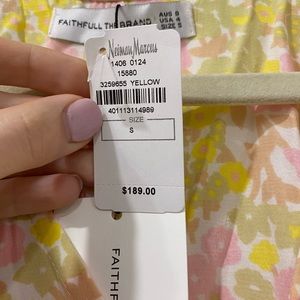 FAITHFULL THE BRAND
AUS 8
USA 4
SIZE S
Neiman Marcus
1406 0124
15880
3259655 YELLOW
401113114989
SIZE
S
$189.00
FAITHF